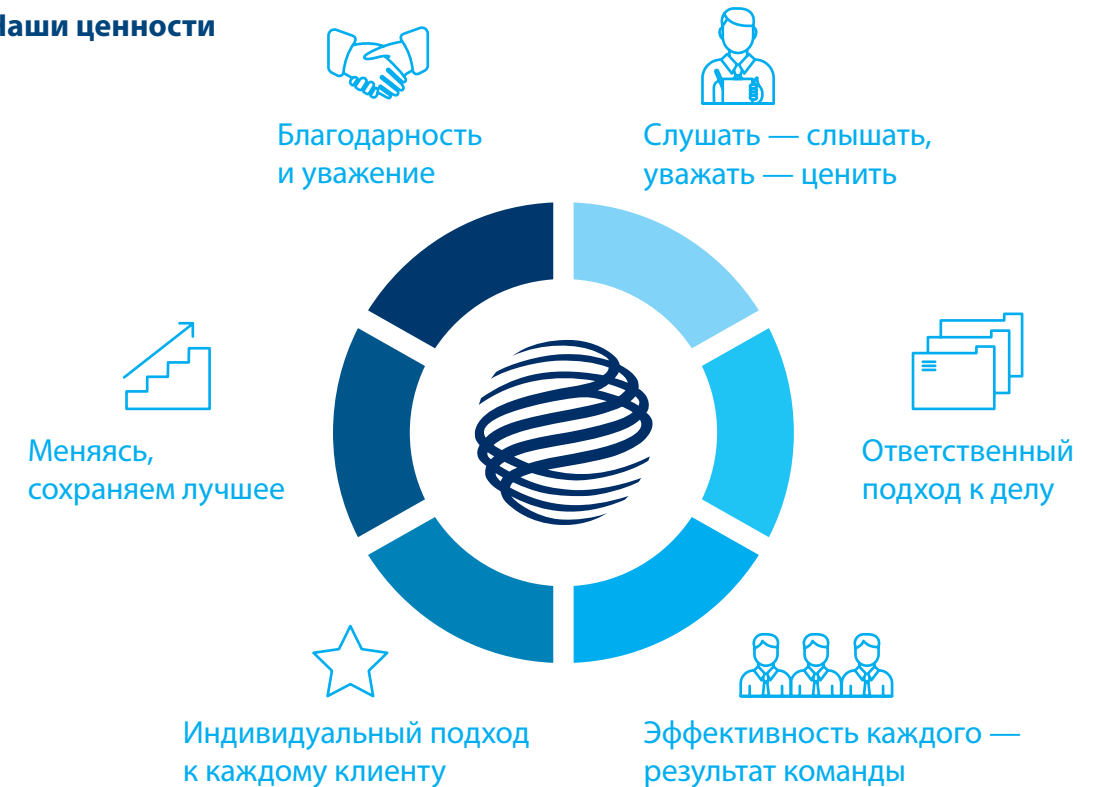 Наши ценности
Благодарность
и уважение
Слушать — слышать,
уважать — ценить
Ответственный
подход к делу
Эффективность каждого —
результат команды
Индивидуальный подход
к каждому клиенту
Меняясь,
сохраняем лучшее